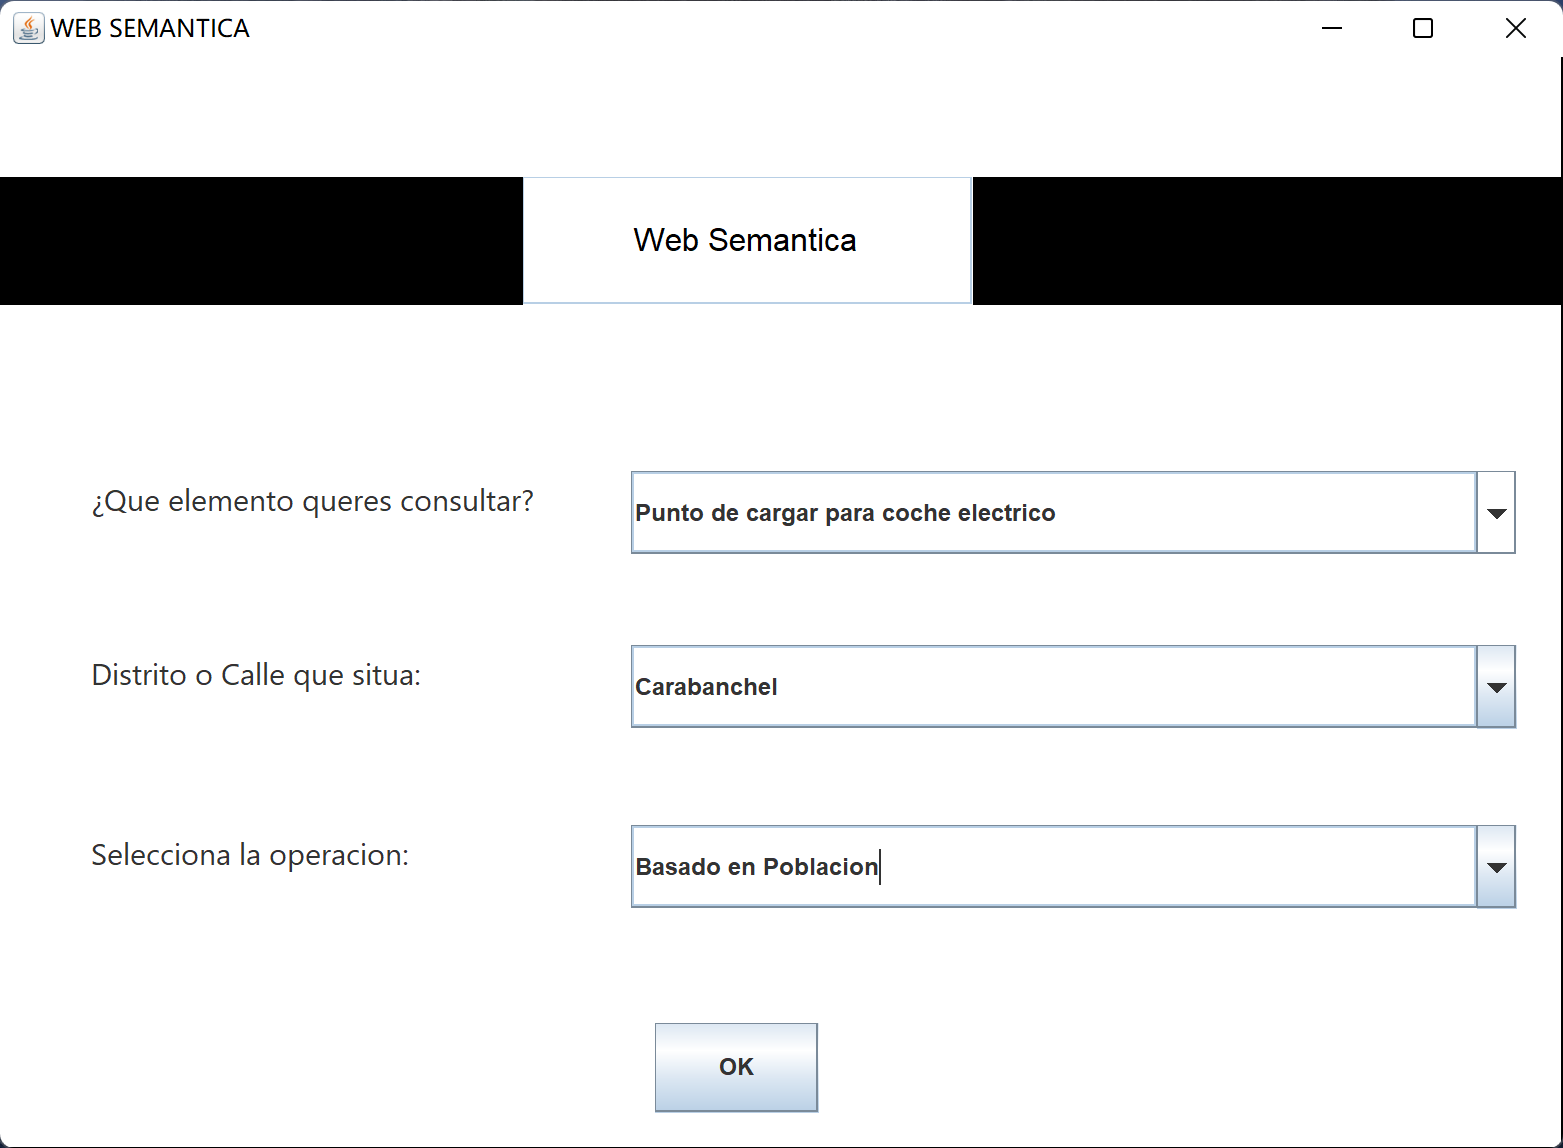 WEB SEMANTICA
Web Semantica
¿Que elemento queres consultar?
Punto de cargar para coche electrico
Distrito o Calle que situa:
Carabanchel
Selecciona la operacion:
Basado en Poblacion
OK